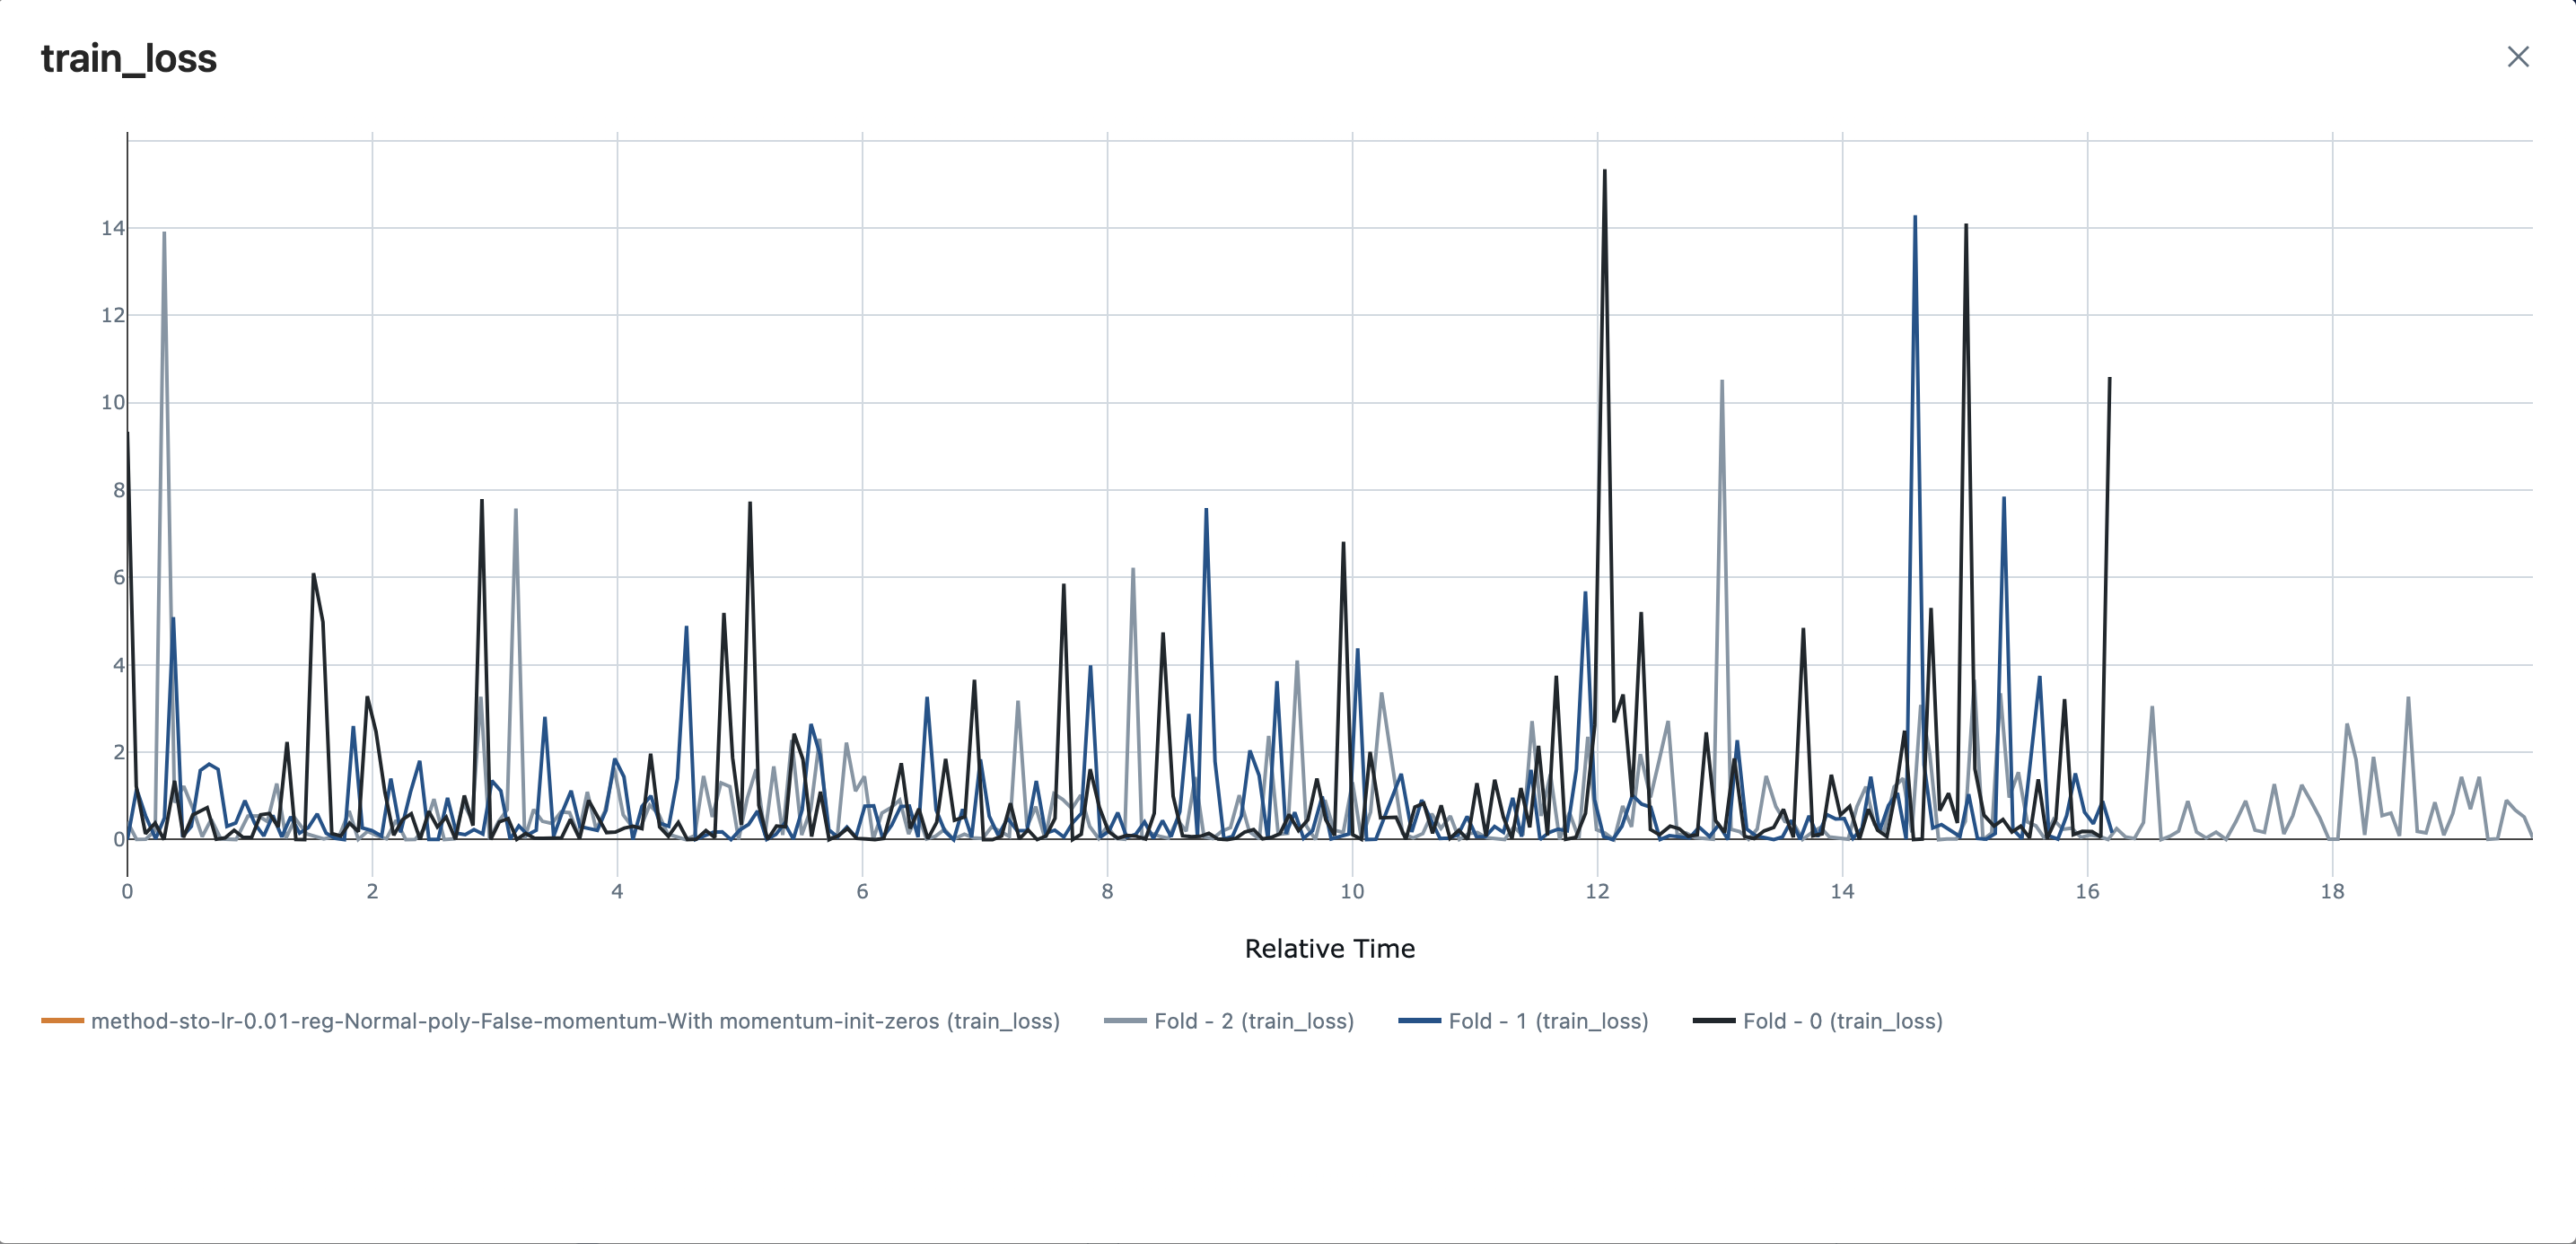 train_loss
14
12
10
8
6
4
2
0
0 2 4 6 8 10 12 14 16 18
Relative Time
method-sto-lr-0.01-reg-Normal-poly-False-momentum-With momentum-init-zeros (train_loss) Fold - 2 (train_loss) Fold - 1 (train_loss) Fold - 0 (train_loss)